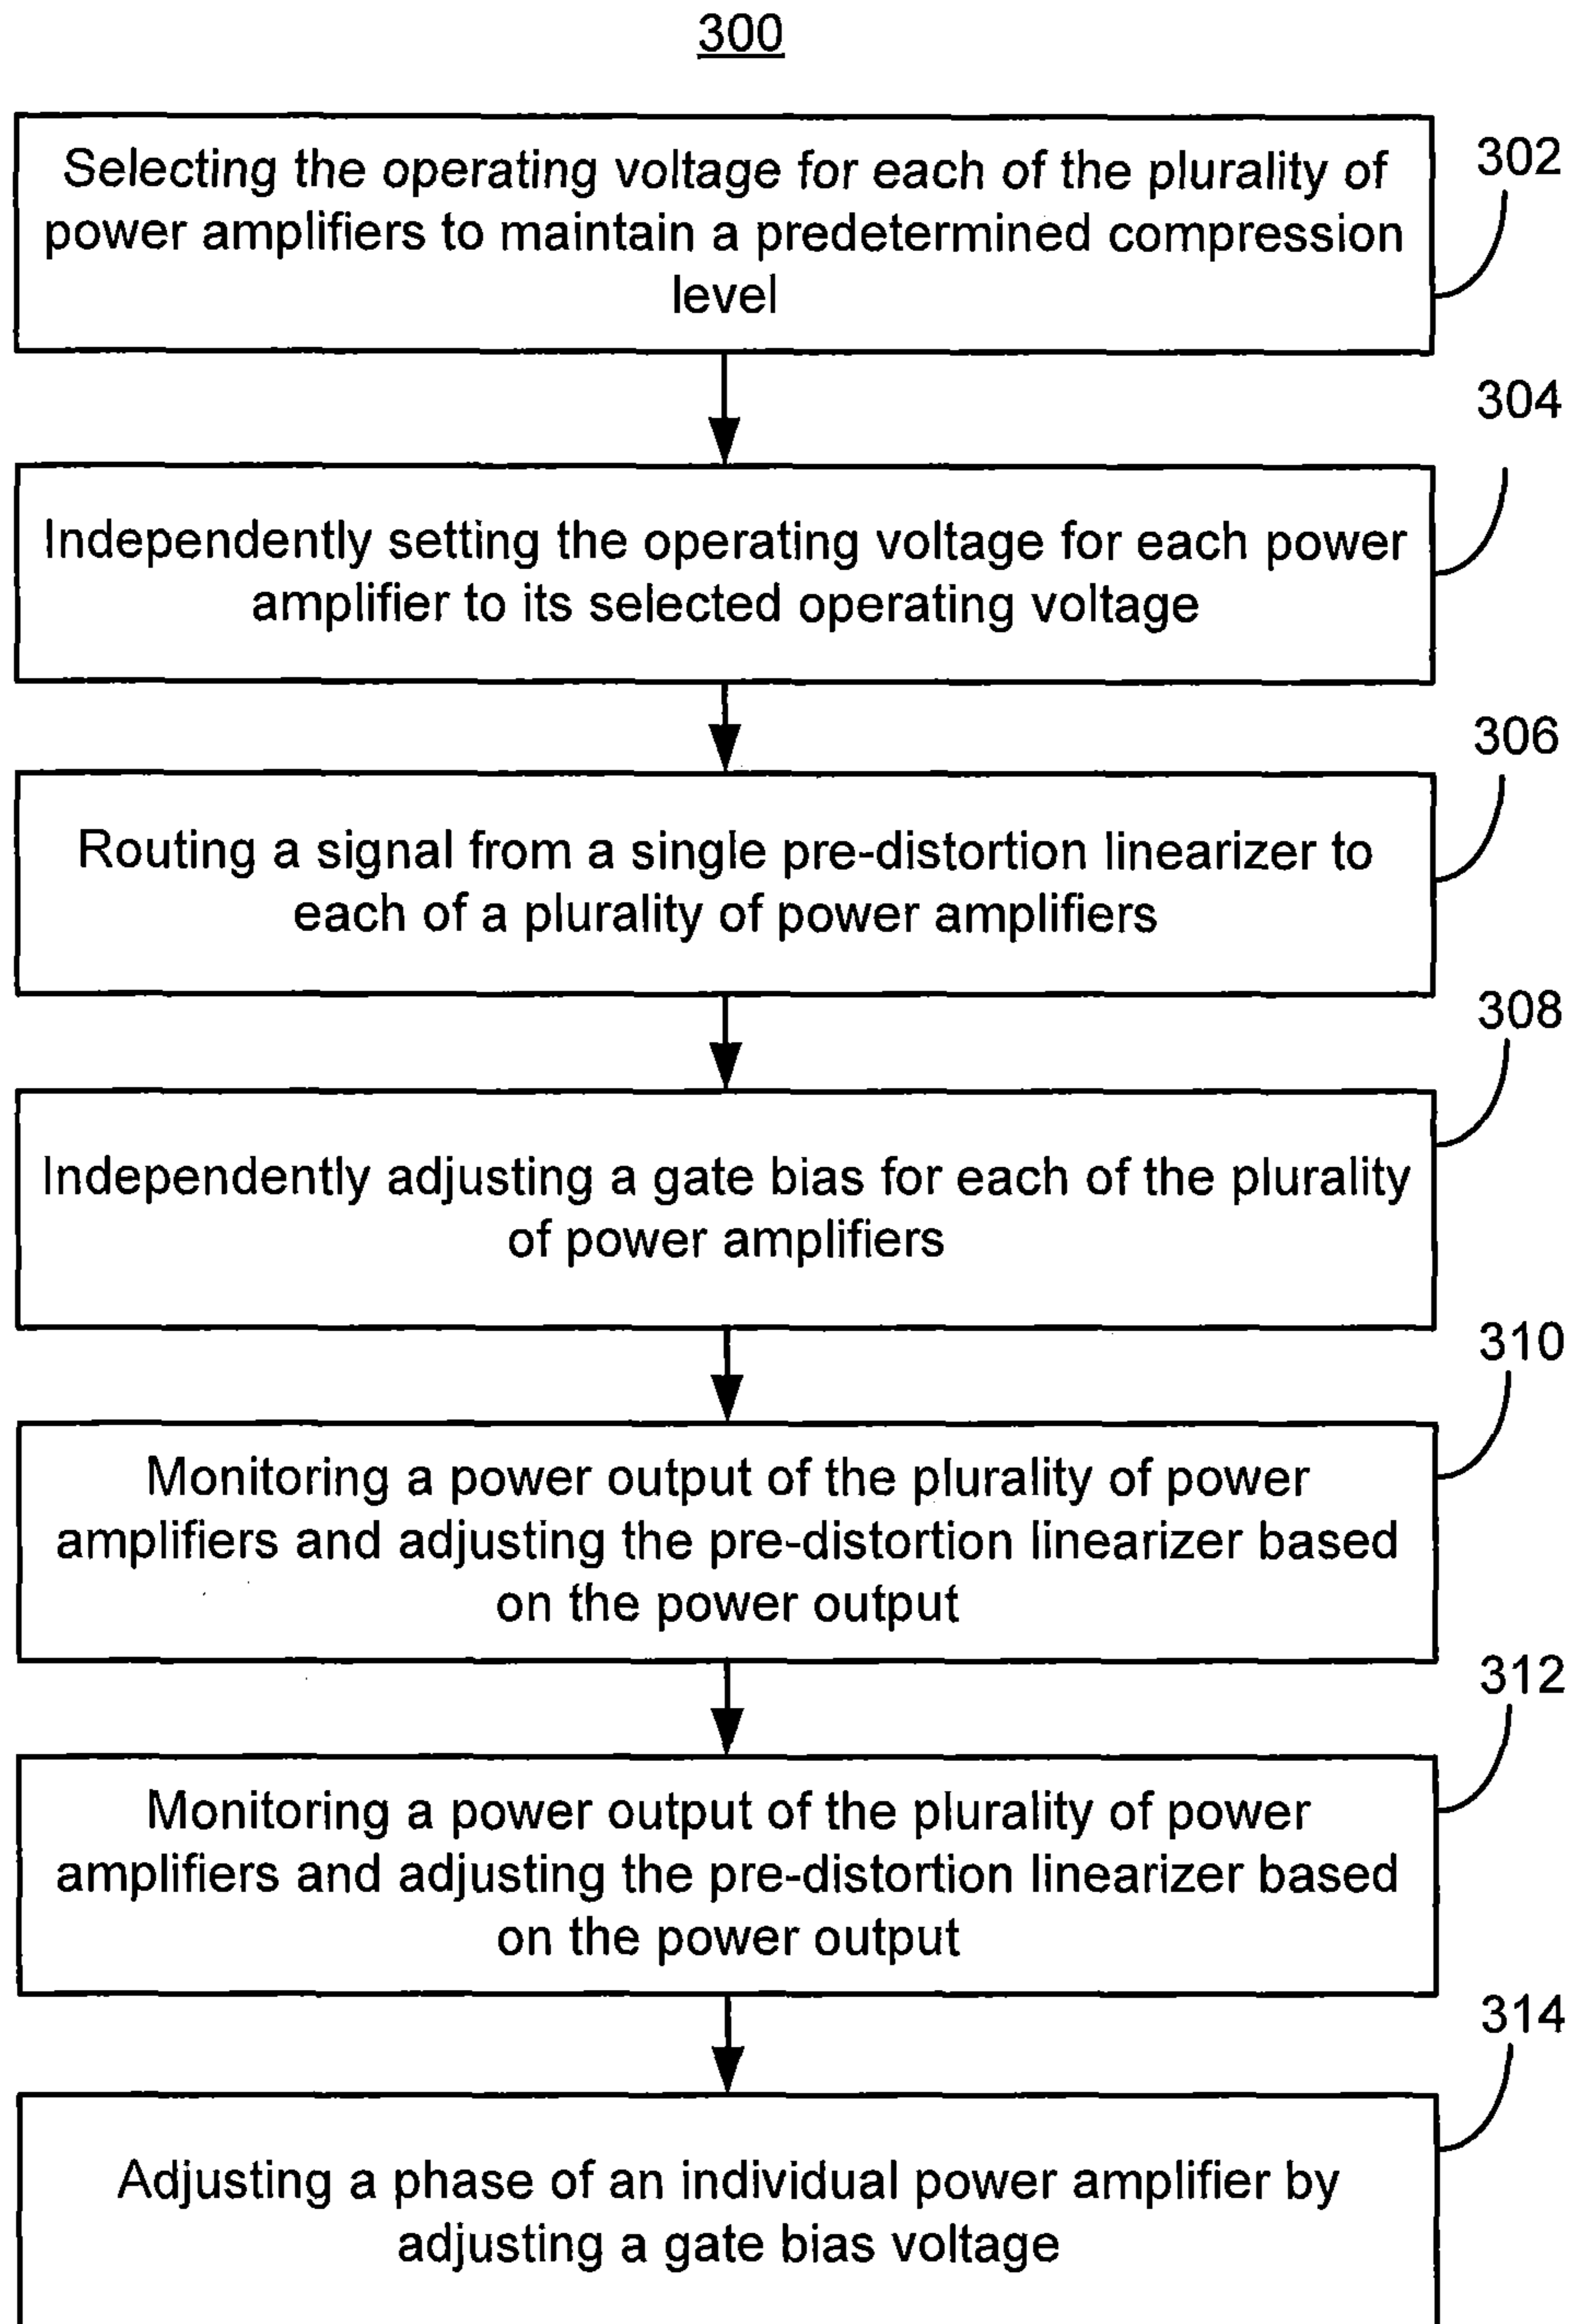 300
Selecting the operating voltage for each of the plurality of
power amplifiers to maintain a predetermined compression
level
302
Independently setting the operating voltage for each power
amplifier to its selected operating voltage
304
Routing a signal from a single pre-distortion linearizer to
each of a plurality of power amplifiers
306
Independently adjusting a gate bias for each of the plurality
of power amplifiers
308
Monitoring a power output of the plurality of power
amplifiers and adjusting the pre-distortion linearizer based
on the power output
310
Monitoring a power output of the plurality of power
amplifiers and adjusting the pre-distortion linearizer based
on the power output
312
Adjusting a phase of an individual power amplifier by
adjusting a gate bias voltage
314